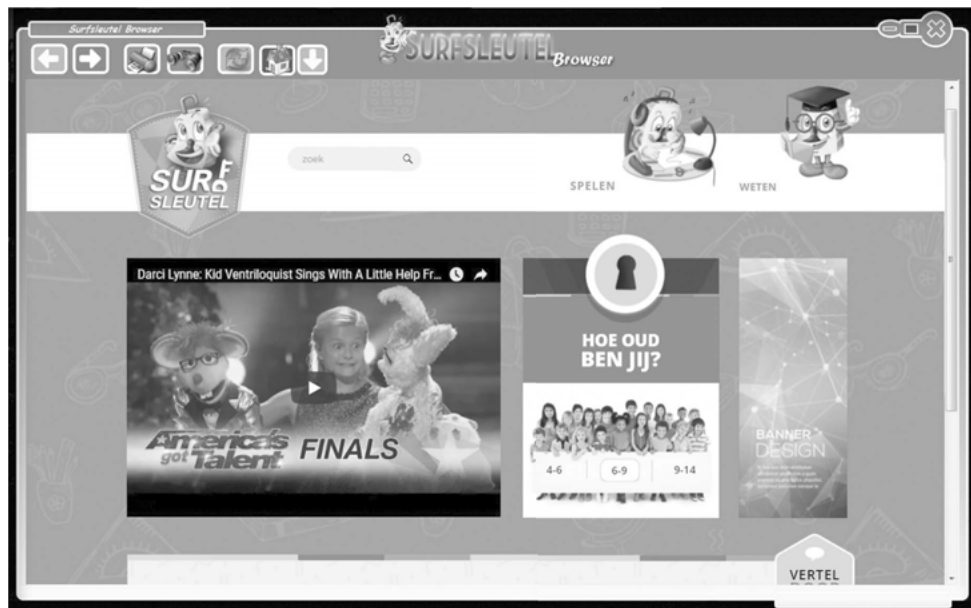 Surfsleutel Browser
SURFSLEUTEL Browser
SURF
SLEUTEL
zoek
SPELEN
WETEN
Darci Lynne: Kid Ventriloquist Sings With A Little Help Fr...
America's
got Talent
FINALS
HOE OUD
BEN JIJ?
4-6
6-9
9-14
BANNER
DESIGN
VERTEL